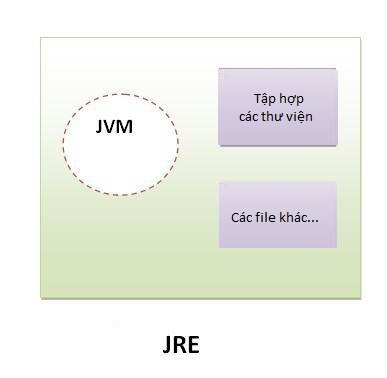 JVM
Tập hợp
các thư viện
Các file khác...
JRE